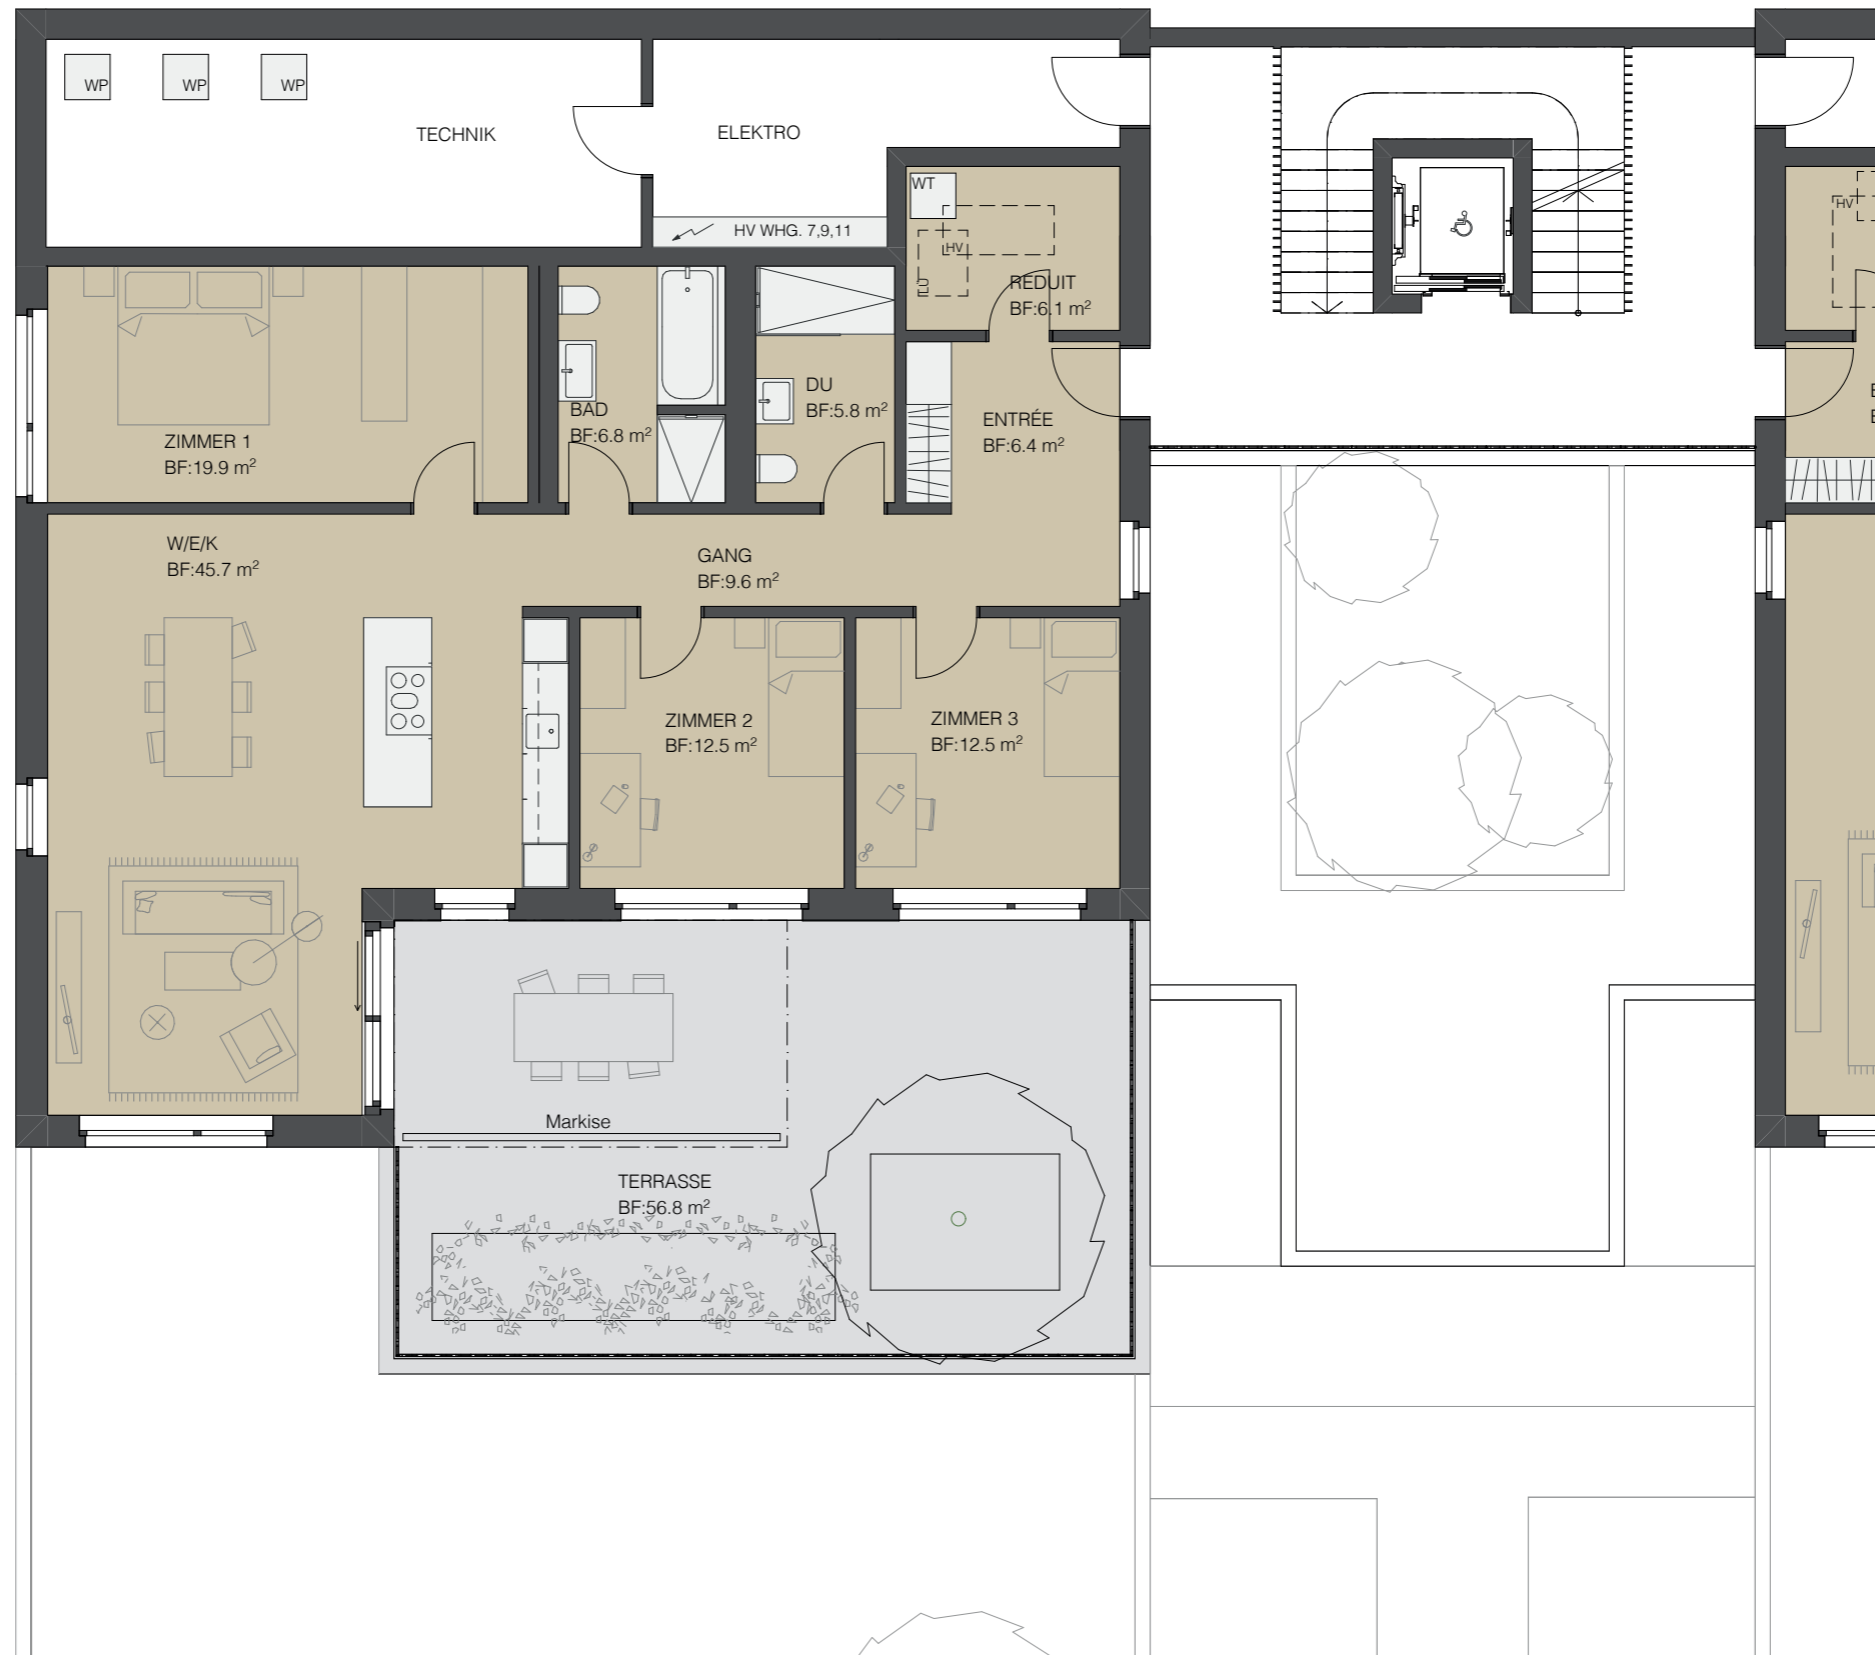 WP
WP
WP
TECHNIK
ELEKTRO
WT
HV WHG. 7,9,11
HV
LU
REDUIT
BF:6.1 m²
HV
DU
BF:5.8 m²
BAD
BF:6.8 m²
ENTRÉE
BF:6.4 m²
ZIMMER 1
BF:19.9 m²
W/E/K
BF:45.7 m²
GANG
BF:9.6 m²
ZIMMER 2
BF:12.5 m²
ZIMMER 3
BF:12.5 m²
Markise
TERRASSE
BF:56.8 m²